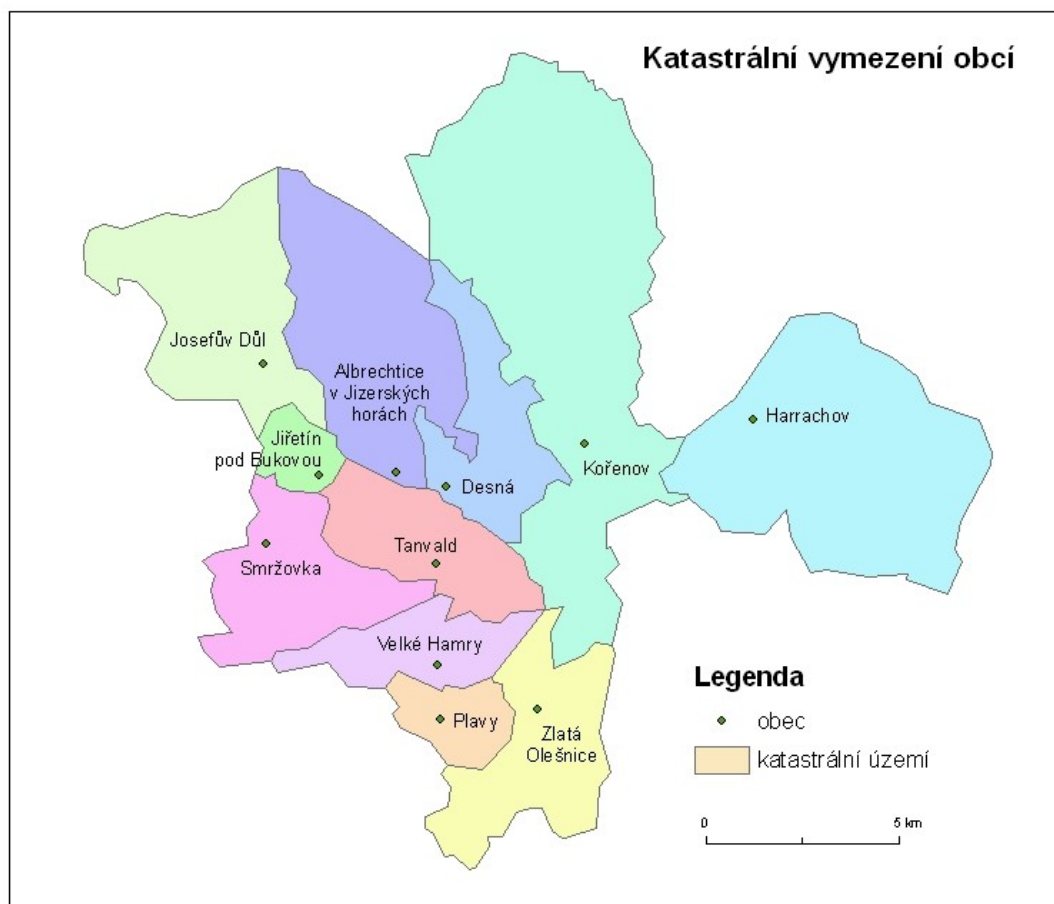 Katastrální vymezení obcí
Josefův Důl
Albrechtice
v Jizerských
horách
Harrachov
Jiřetín
pod Bukovou
Kořenov
Desná
Tanvald
Smržovka
Velké Hamry
Plavy
Zlatá
Olešnice
Legenda
obec
katastrální území
0
5 km